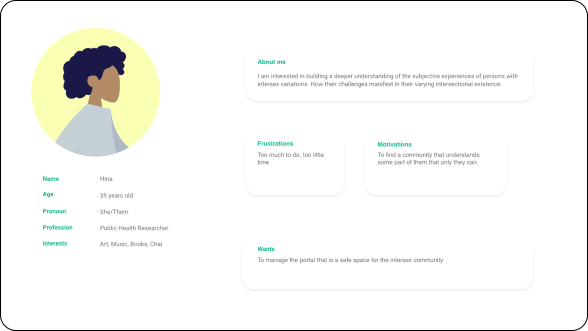 Name Hina
Age 39 years old
Pronoun She/Them
Profession Public Health Researcher
Interests Art, Music, Books, Chai
About me
I am interested in building a deeper understanding of the subjective experiences of persons with
intersex variations. How their challenges manifest in their varying intersectional existence.
Frustrations
Too much to do, too little
time
Motivations
To find a community that understands
some part of them that only they can
Wants
To manage the portal that is a safe space for the intersex community